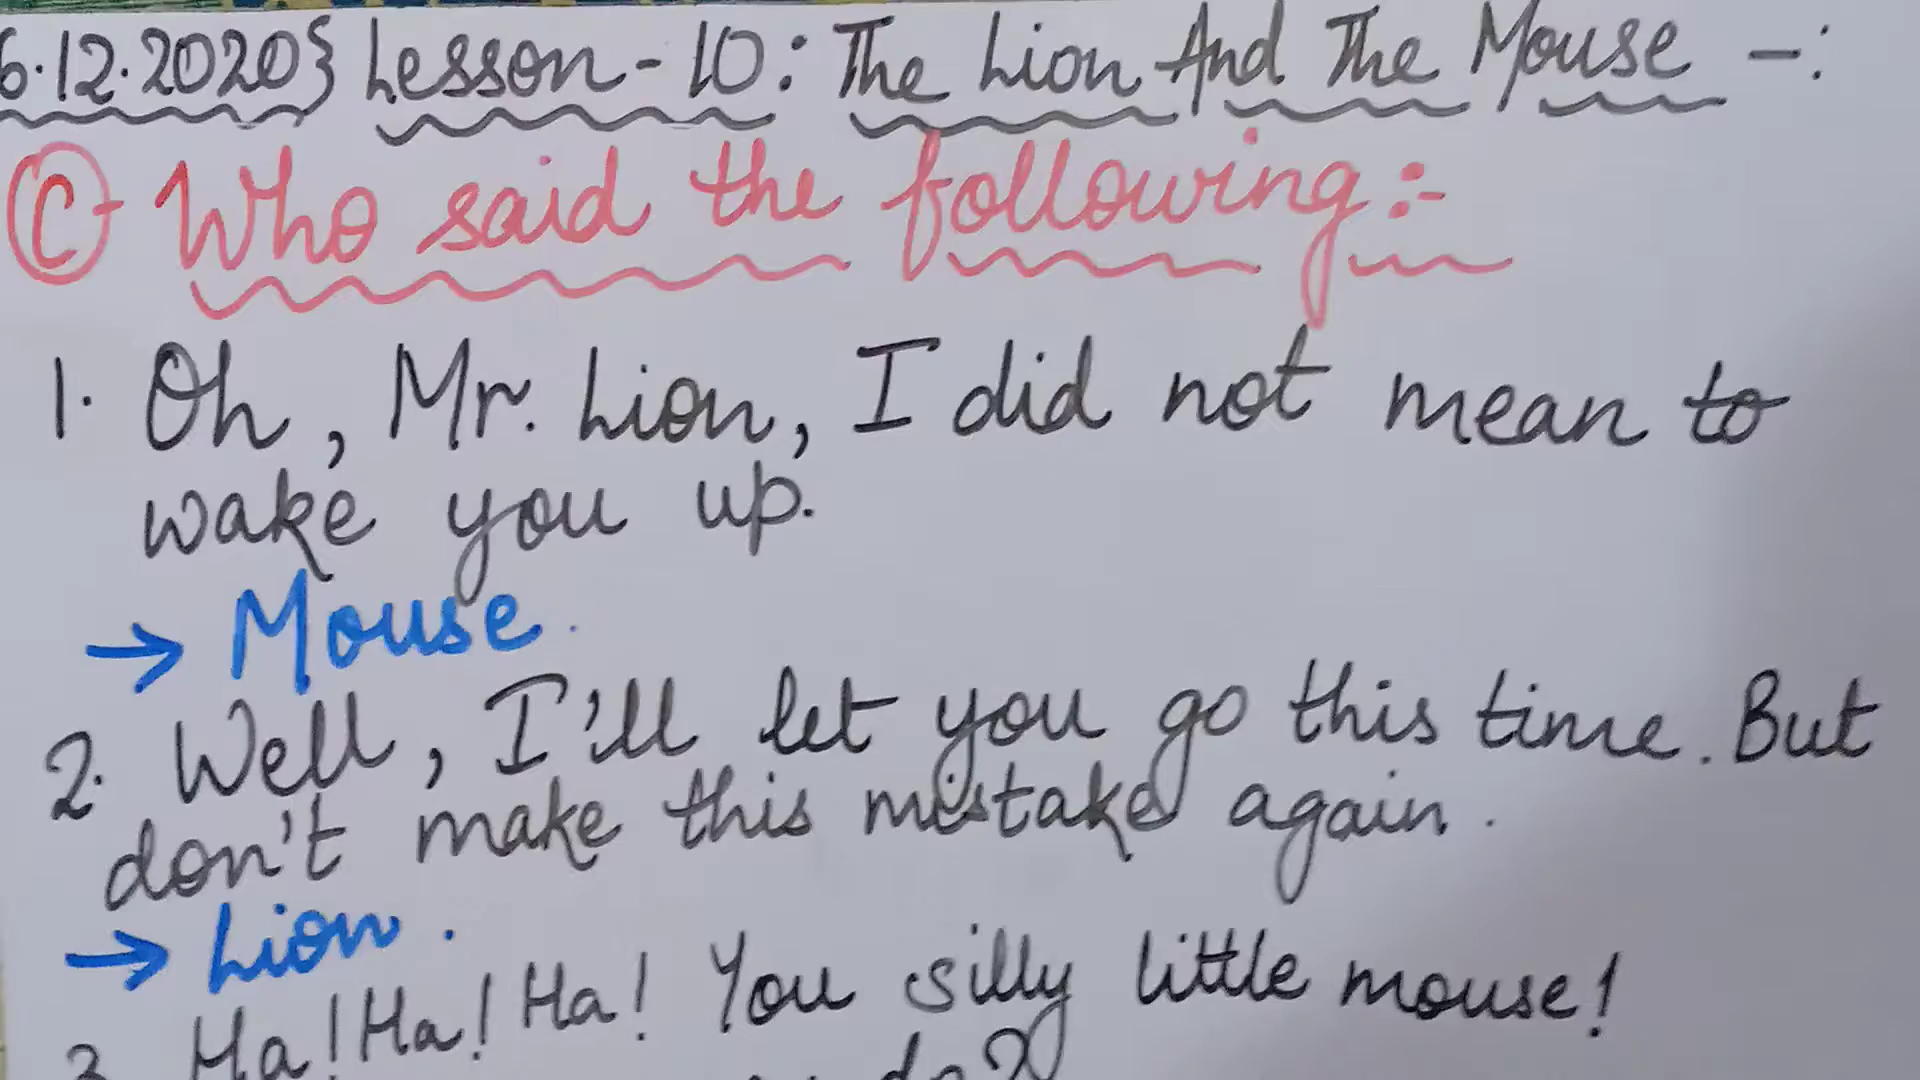 6.12.2020} Lesson-10: The Lion And The Mouse -:
(C)- Who said the following:-
1. Oh, Mr. Lion, I did not mean to
wake you up.
→ Mouse.
2. Well, I'll let you go this time. But
don't make this mistake again.
→ Lion.
3. Ha! Ha! Ha! You silly little mouse!
do?